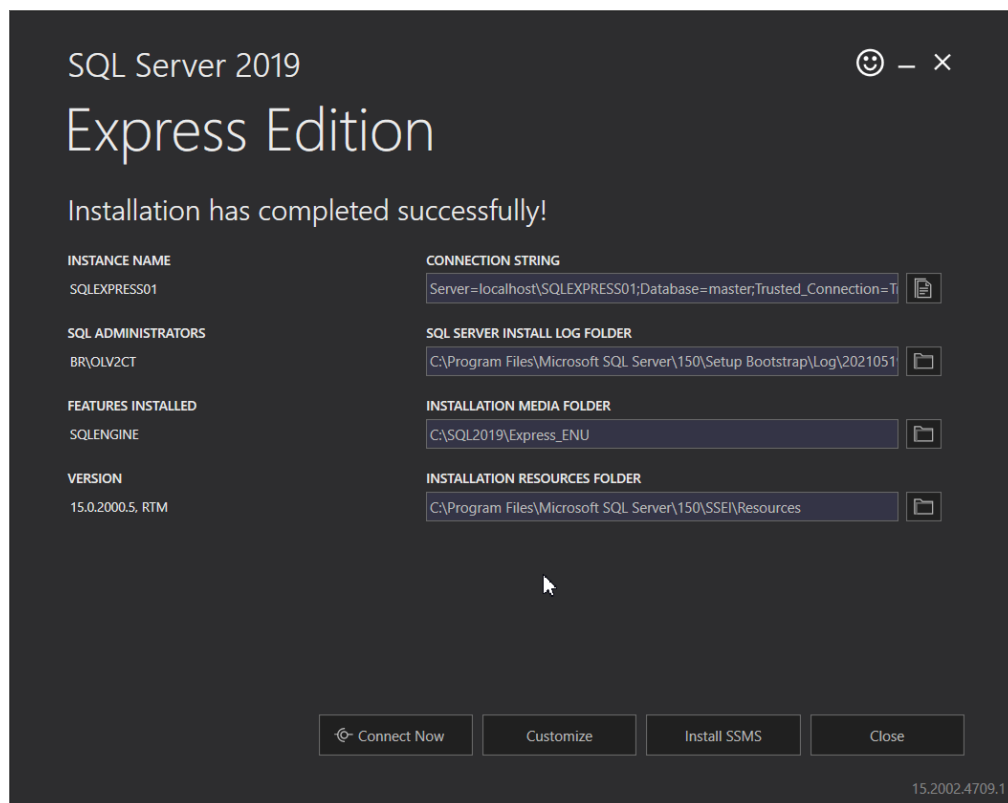 SQL Server 2019
Express Edition
Installation has completed successfully!
INSTANCE NAME
SQLEXPRESS01
CONNECTION STRING
Server=localhost\SQLEXPRESS01;Database=master;Trusted_Connection=
SQL ADMINISTRATORS
BR\OLV2CT
SQL SERVER INSTALL LOG FOLDER
C:\Program Files\Microsoft SQL Server\150\Setup Bootstrap\Log\2021051
FEATURES INSTALLED
SQLENGINE
INSTALLATION MEDIA FOLDER
C:\SQL2019\Express_ENU
VERSION
15.0.2000.5, RTM
INSTALLATION RESOURCES FOLDER
C:\Program Files\Microsoft SQL Server\150\SSEI\Resources
Connect Now
Customize
Install SSMS
Close
15.2002.4709.1